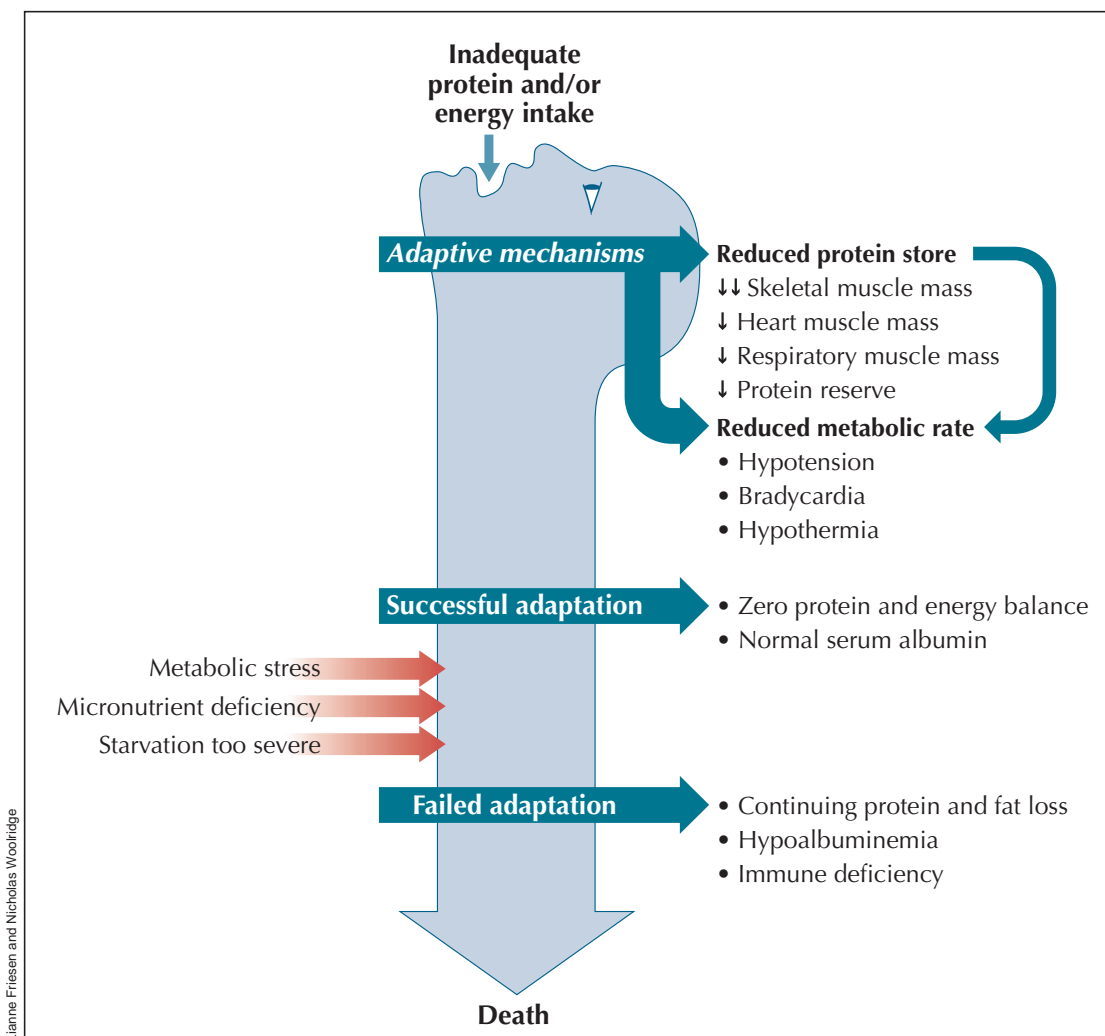 Inadequate
protein and/or
energy intake
Adaptive mechanisms
Reduced protein store
↓↓ Skeletal muscle mass
↓ Heart muscle mass
↓ Respiratory muscle mass
↓ Protein reserve
Reduced metabolic rate
• Hypotension
• Bradycardia
• Hypothermia
Successful adaptation
• Zero protein and energy balance
• Normal serum albumin
Metabolic stress
Micronutrient deficiency
Starvation too severe
Failed adaptation
• Continuing protein and fat loss
• Hypoalbuminemia
• Immune deficiency
Death
Friesen and Nicholas Woolridge